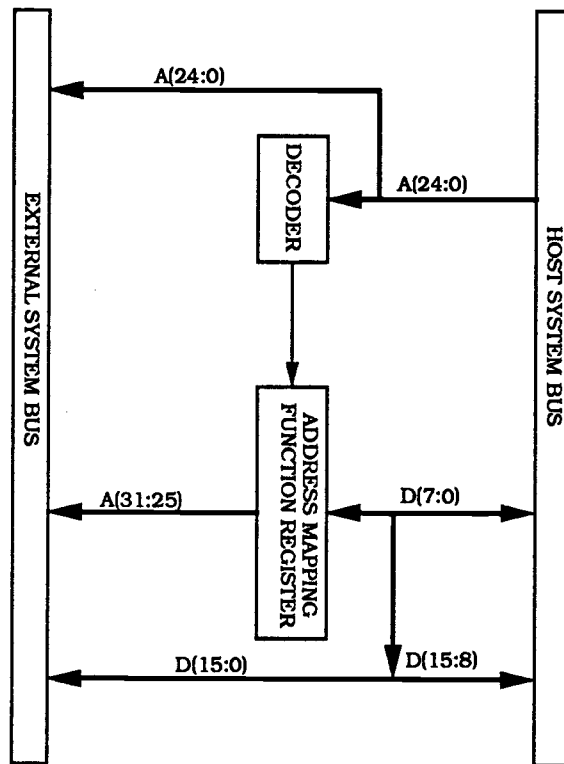 A(24:0)
DECODER
A(24:0)
EXTERNAL SYSTEM BUS
HOST SYSTEM BUS
ADDRESS MAPPING
FUNCTION REGISTER
A(31:25)
D(7:0)
D(15:0)
D(15:8)